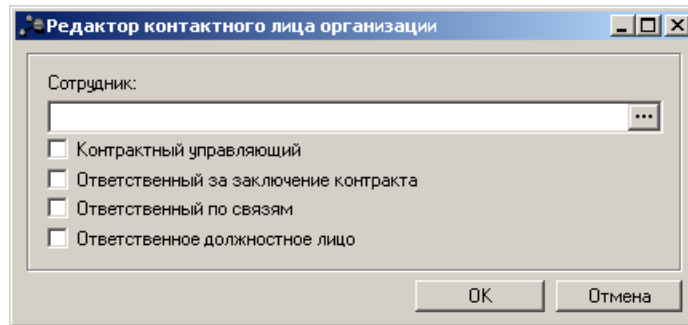 Редактор контактного лица организации
Сотрудник:
...
Контрактный управляющий
Ответственный за заключение контракта
Ответственный по связям
Ответственное должностное лицо
OK Отмена